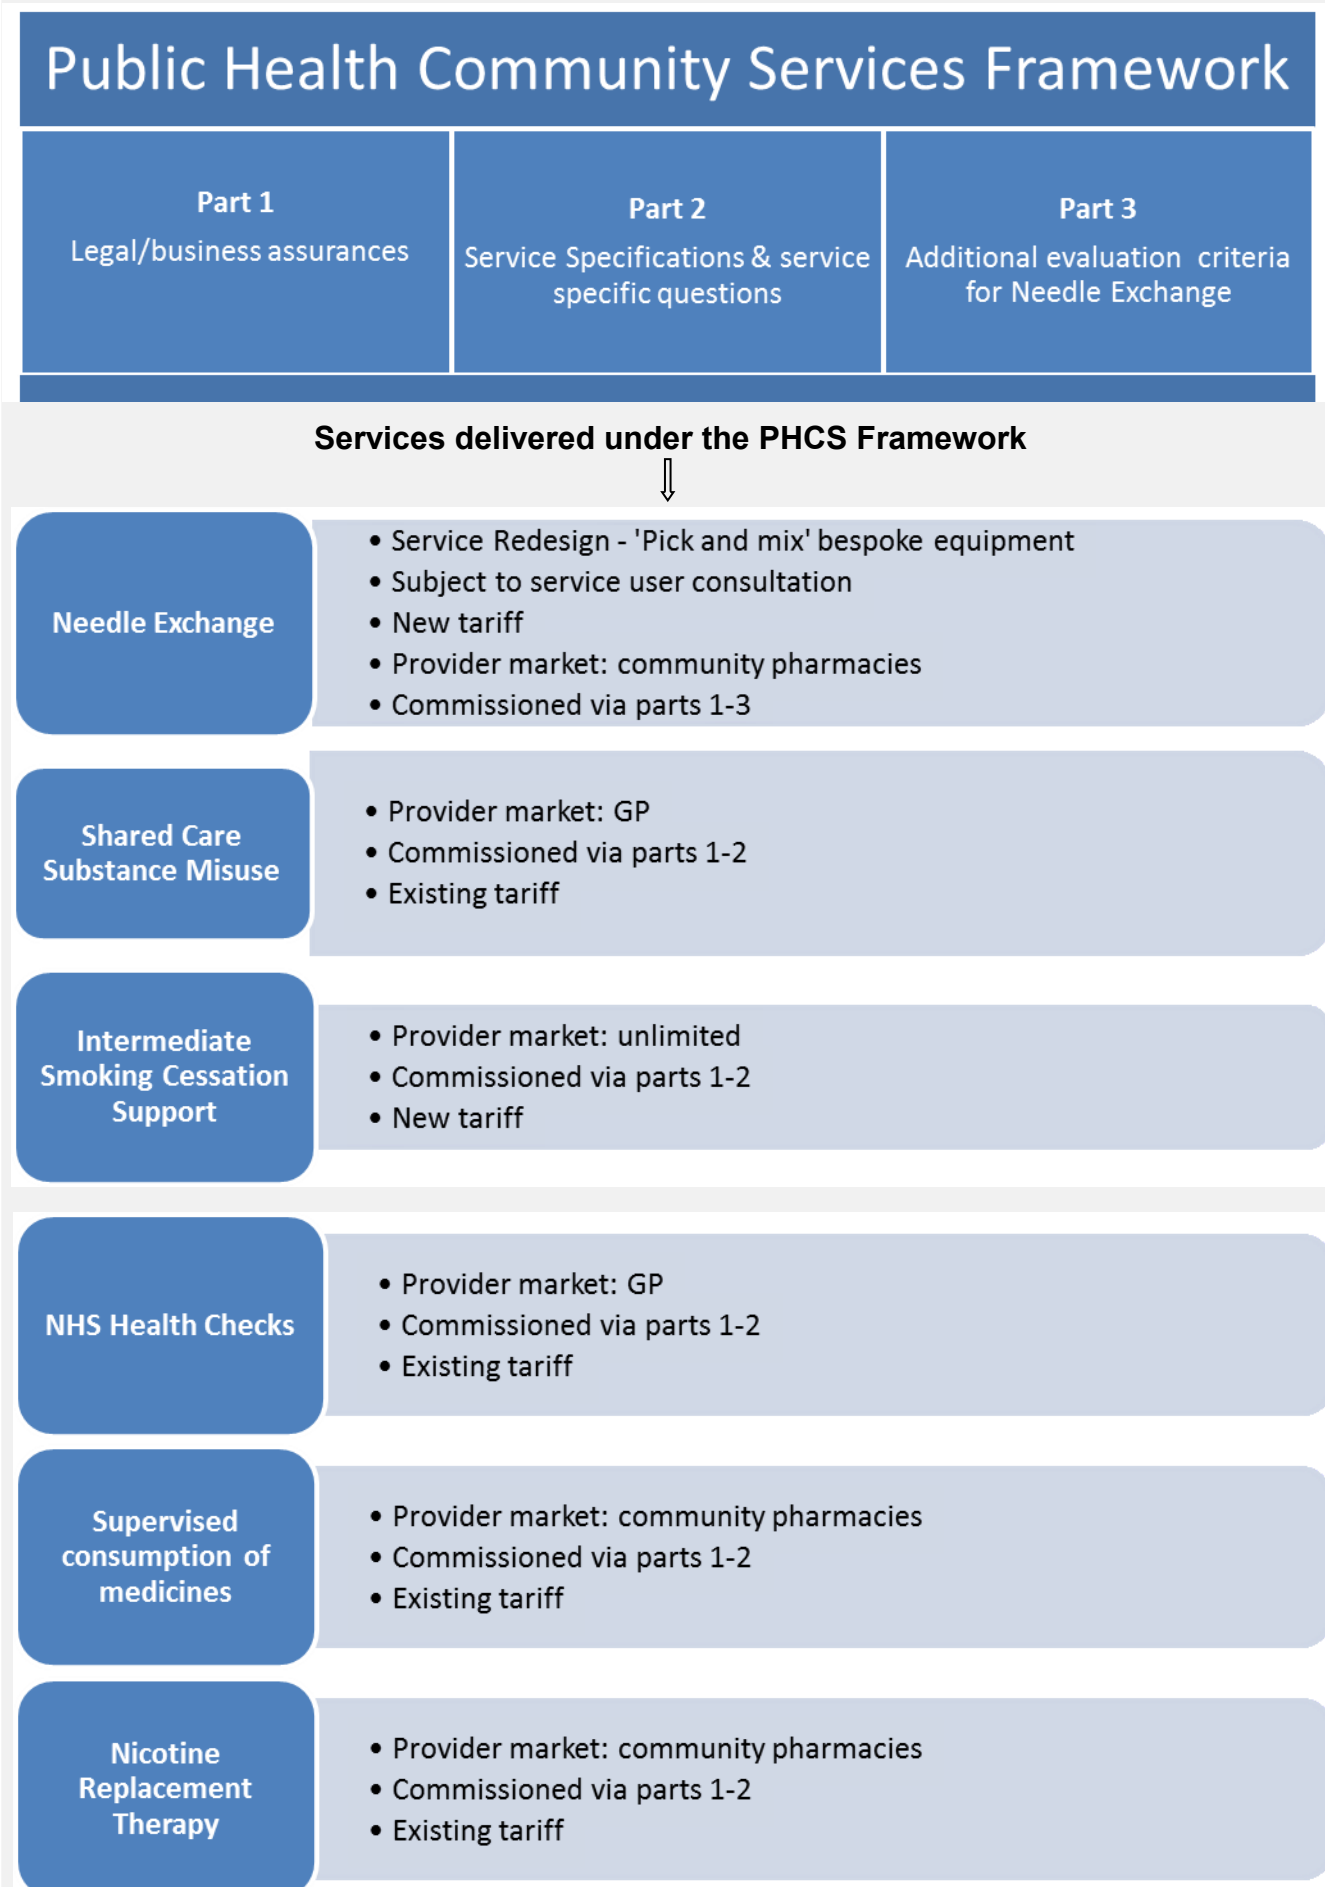 Public Health Community Services Framework
Part 1
Legal/business assurances
Part 2
Service Specifications & service
specific questions
Part 3
Additional evaluation criteria
for Needle Exchange
Services delivered under the PHCS Framework
Needle Exchange
• Service Redesign - 'Pick and mix' bespoke equipment
• Subject to service user consultation
• New tariff
• Provider market: community pharmacies
• Commissioned via parts 1-3
Shared Care
Substance Misuse
• Provider market: GP
• Commissioned via parts 1-2
• Existing tariff
Intermediate
Smoking Cessation
Support
• Provider market: unlimited
• Commissioned via parts 1-2
• New tariff
NHS Health Checks
• Provider market: GP
• Commissioned via parts 1-2
• Existing tariff
Supervised
consumption of
medicines
• Provider market: community pharmacies
• Commissioned via parts 1-2
• Existing tariff
Nicotine
Replacement
Therapy
• Provider market: community pharmacies
• Commissioned via parts 1-2
• Existing tariff